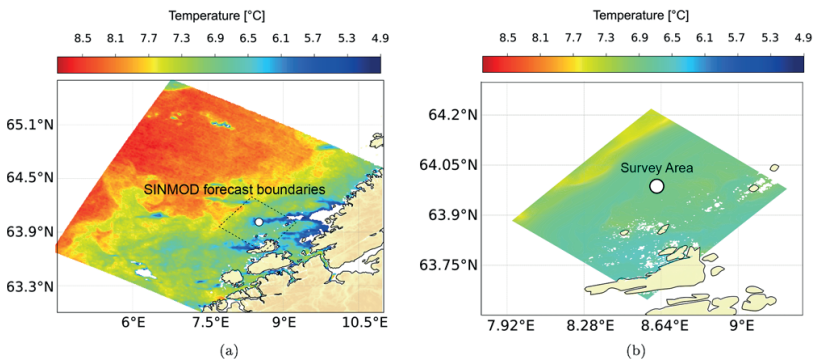 Temperature [°C]
8.5 8.1 7.7 7.3 6.9 6.5 6.1 5.7 5.3 4.9
65.1°N
64.5°N
63.9°N
63.3°N
SINMOD forecast boundaries
6°E 7.5°E 9°E 10.5°E
(a)
Temperature [°C]
8.5 8.1 7.7 7.3 6.9 6.5 6.1 5.7 5.3 4.9
64.2°N
64.05°N
63.9°N
63.75°N
Survey Area
7.92°E 8.28°E 8.64°E 9°E
(b)